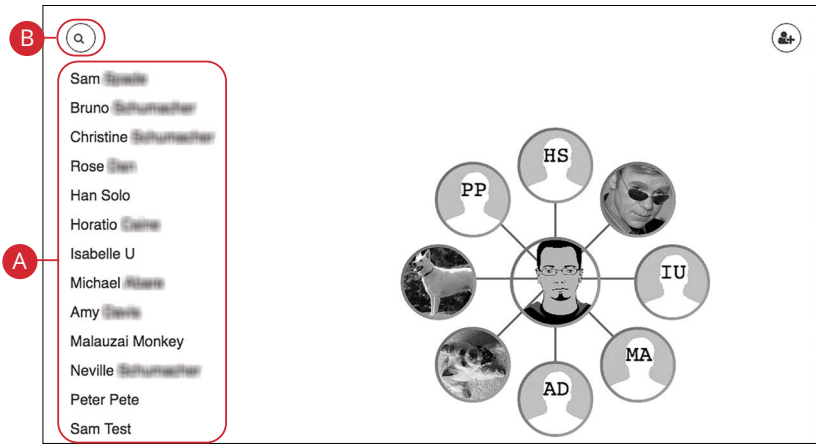 B
Sam
Bruno
Christine
Rose
Han Solo
Horatio
Isabelle U
Michael
Amy
Malauzai Monkey
Neville
Peter Pete
Sam Test
A
HS
PP
IU
MA
AD